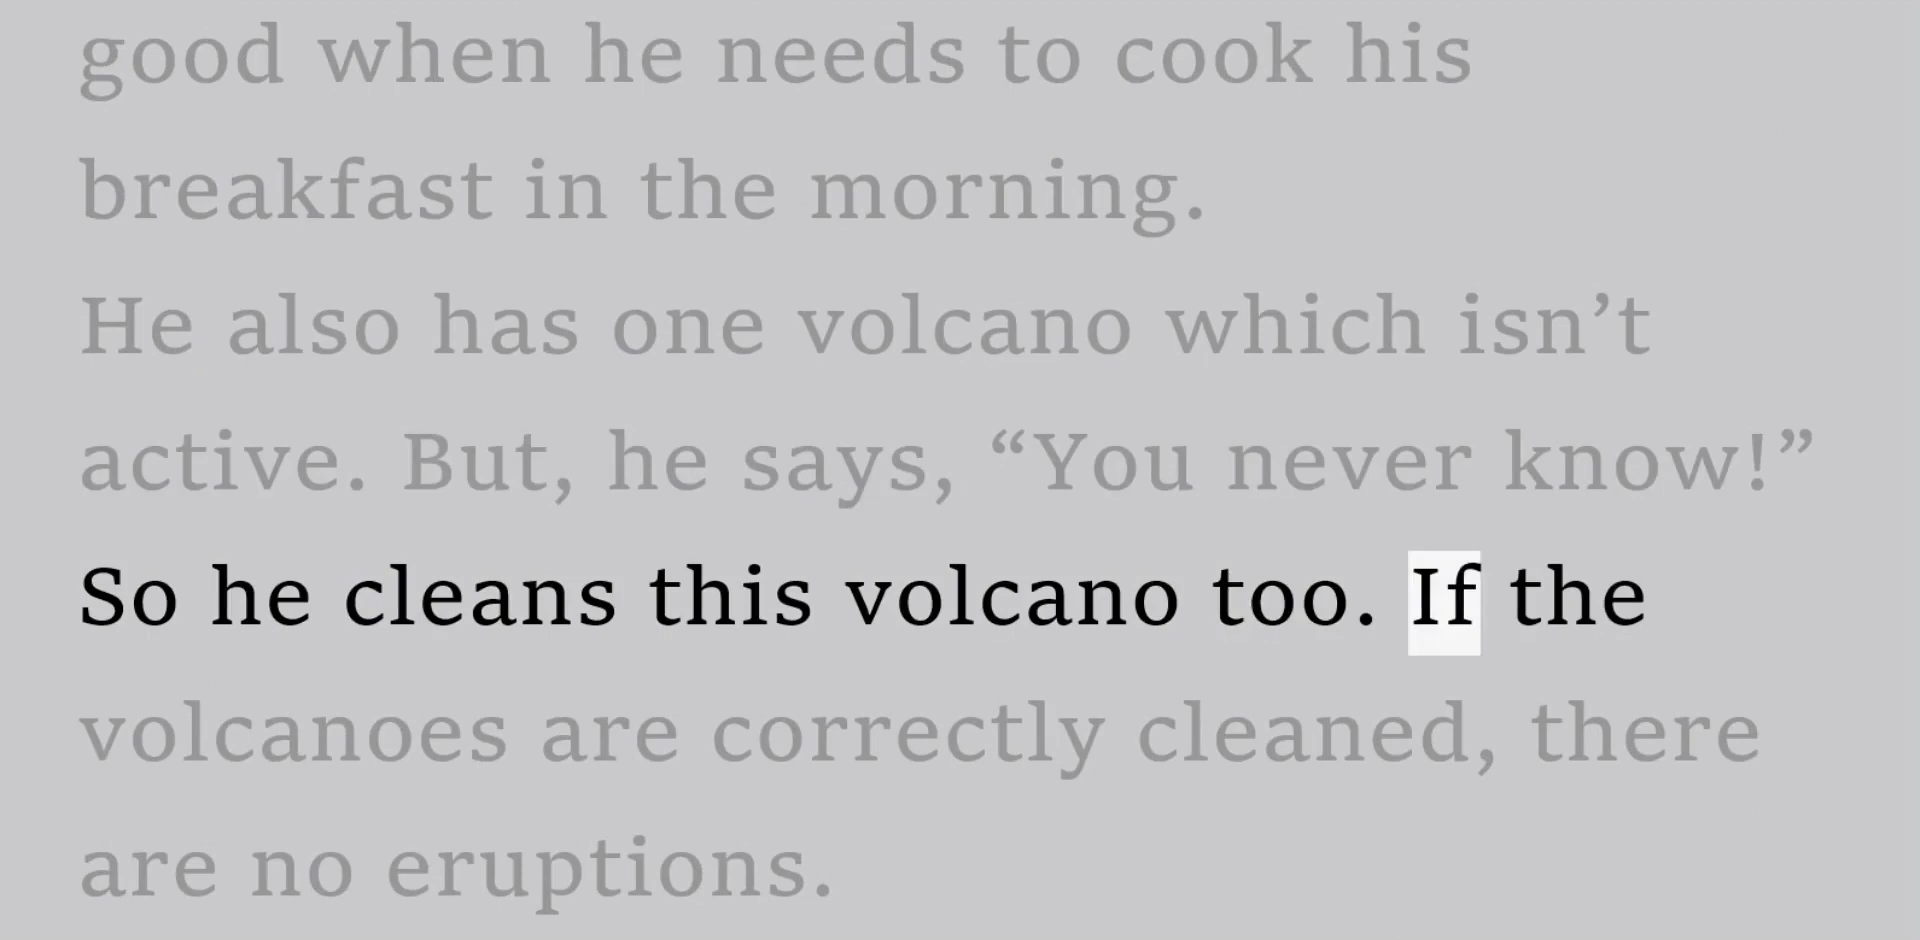 good when he needs to cook his
breakfast in the morning.
He also has one volcano which isn’t
active. But, he says, “You never know!”
So he cleans this volcano too. If the
volcanoes are correctly cleaned, there
are no eruptions.